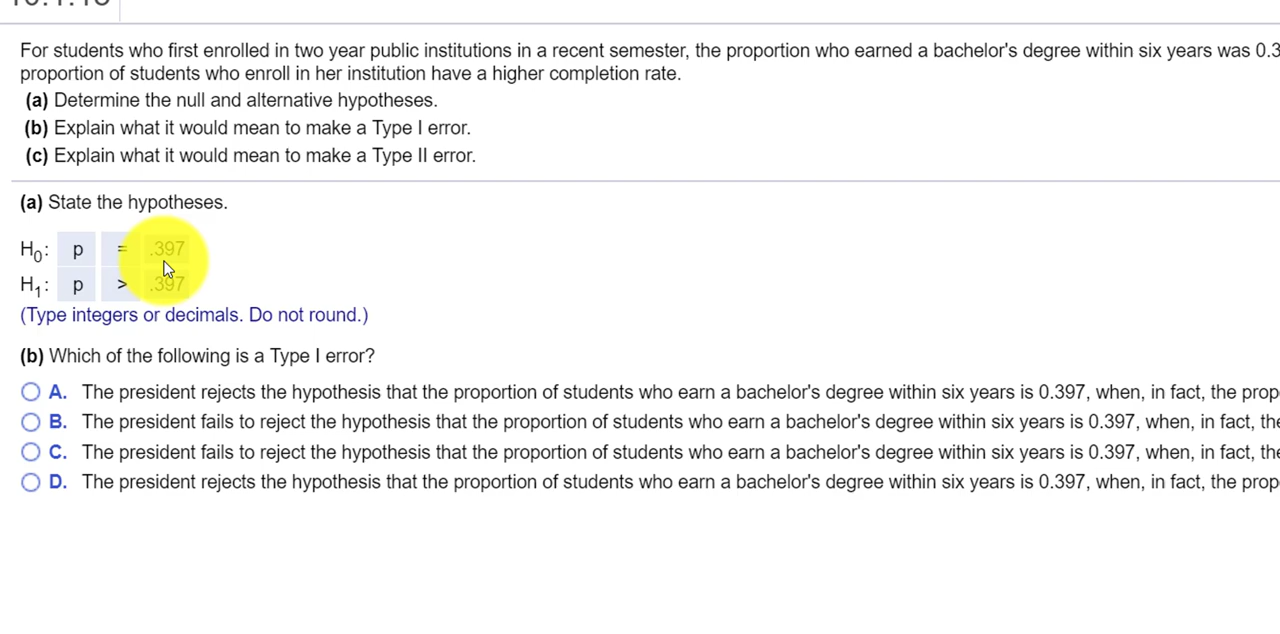 For students who first enrolled in two year public institutions in a recent semester, the proportion who earned a bachelor's degree within six years was 0.3
proportion of students who enroll in her institution have a higher completion rate.
(a) Determine the null and alternative hypotheses.
(b) Explain what it would mean to make a Type I error.
(c) Explain what it would mean to make a Type II error.
(a) State the hypotheses.
H0: p = .397
H1: p > .397
(Type integers or decimals. Do not round.)
(b) Which of the following is a Type I error?
A. The president rejects the hypothesis that the proportion of students who earn a bachelor's degree within six years is 0.397, when, in fact, the prop
B. The president fails to reject the hypothesis that the proportion of students who earn a bachelor's degree within six years is 0.397, when, in fact, the
C. The president fails to reject the hypothesis that the proportion of students who earn a bachelor's degree within six years is 0.397, when, in fact, the
D. The president rejects the hypothesis that the proportion of students who earn a bachelor's degree within six years is 0.397, when, in fact, the prop